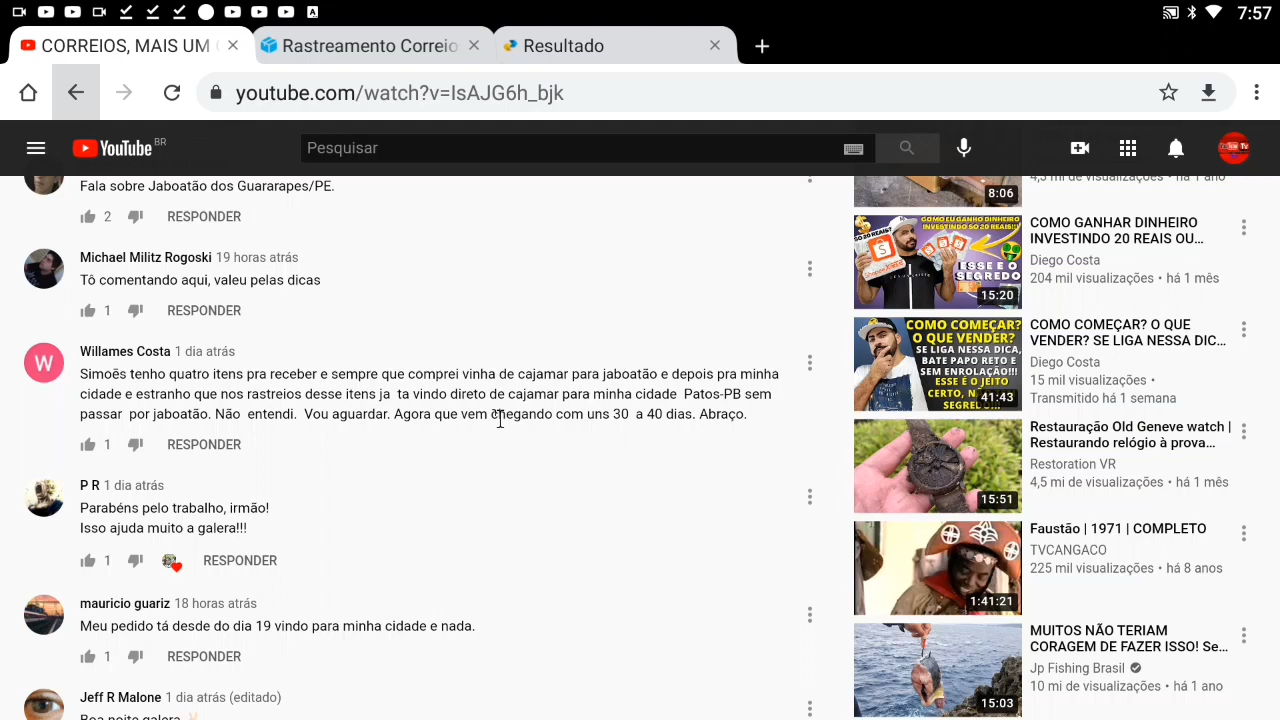 7:57
CORREIOS, MAIS UM
Rastreamento Correio
Resultado
youtube.com/watch?v=IsAJG6h_bjk
YouTube BR
Pesquisar
Fala sobre Jaboatão dos Guararapes/PE.
2 RESPONDER
Michael Militz Rogoski 19 horas atrás
Tô comentando aqui, valeu pelas dicas
1 RESPONDER
W
Willames Costa 1 dia atrás
Simoēs tenho quatro itens pra receber e sempre que comprei vinha de cajamar para jaboatão e depois pra minha
cidade e estranho que nos rastreios desse itens ja ta vindo direto de cajamar para minha cidade Patos-PB sem
passar por jaboatão. Não entendi. Vou aguardar. Agora que vem chegando com uns 30 a 40 dias. Abraço.
1 RESPONDER
P R 1 dia atrás
Parabéns pelo trabalho, irmão!
Isso ajuda muito a galera!!!
1 RESPONDER
mauricio guariz 18 horas atrás
Meu pedido tá desde do dia 19 vindo para minha cidade e nada.
1 RESPONDER
Jeff R Malone 1 dia atrás (editado)
Boa noite galera
4,5 mi de visualizações • há 1 ano
8:06
SÓ 20 REAIS?
COMO EU GANHO DINHEIRO
INVESTINDO SO 20 REAIS!!!
ESSE E O
SEGREDO
15:20
COMO GANHAR DINHEIRO
INVESTINDO 20 REAIS OU…
Diego Costa
204 mil visualizações • há 1 mês
COMO COMEÇAR?
O QUE VENDER?
SE LIGA NESSA DICA,
BATE PAPO RETO E
SEM ENROLAÇÃO!!!
ESSE E O JEITO
CERTO, NÃO
SEGREDO
41:43
COMO COMEÇAR? O QUE
VENDER? SE LIGA NESSA DIC…
Diego Costa
15 mil visualizações •
Transmitido há 1 semana
15:51
Restauração Old Geneve watch |
Restaurando relógio à prova…
Restoration VR
4,5 mi de visualizações • há 1 mês
1:41:21
Faustão | 1971 | COMPLETO
TVCANGACO
225 mil visualizações • há 8 anos
15:03
MUITOS NÃO TERIAM
CORAGEM DE FAZER ISSO! Se…
Jp Fishing Brasil
10 mi de visualizações • há 1 ano